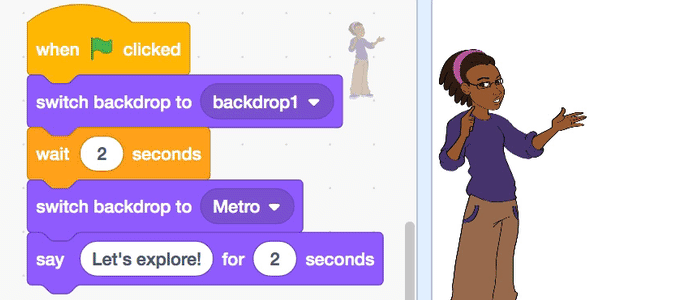 when clicked
switch backdrop to backdrop1
wait 2 seconds
switch backdrop to Metro
say Let's explore! for 2 seconds